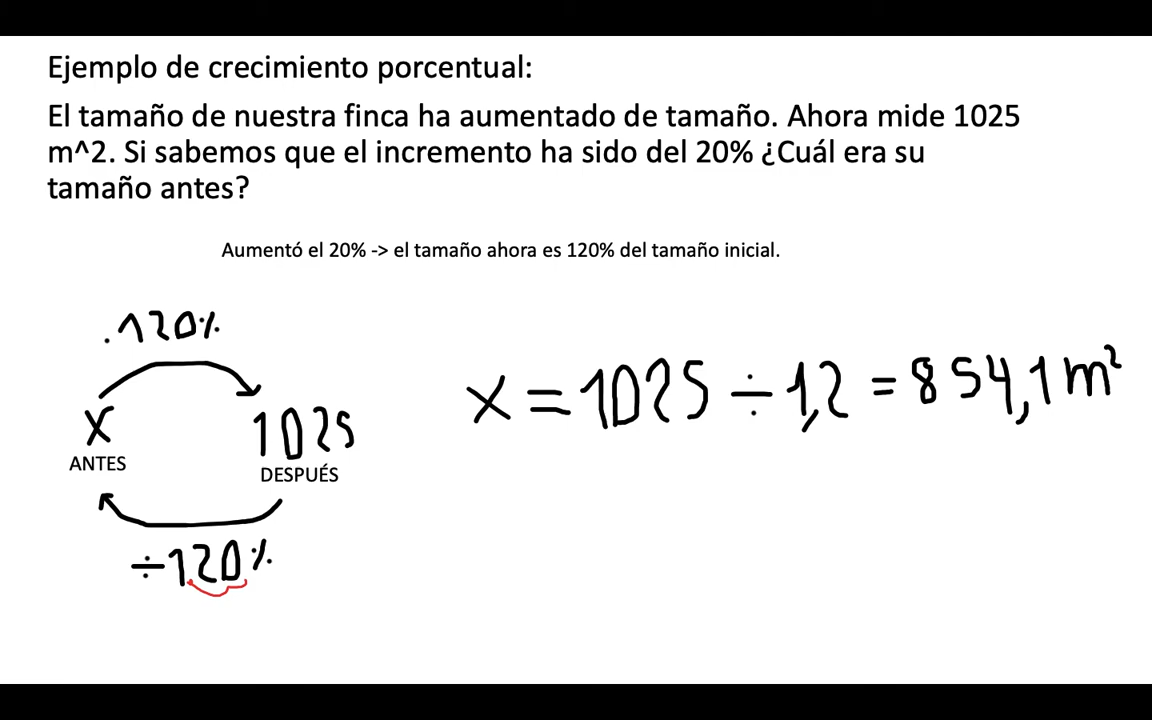 Ejemplo de crecimiento porcentual:
El tamaño de nuestra finca ha aumentado de tamaño. Ahora mide 1025
m^2. Si sabemos que el incremento ha sido del 20% ¿Cuál era su
tamaño antes?
Aumentó el 20% -> el tamaño ahora es 120% del tamaño inicial.
.120%
x = 1025 ÷ 1,2 = 854,1 m²
x
1025
ANTES
DESPUÉS
÷120%